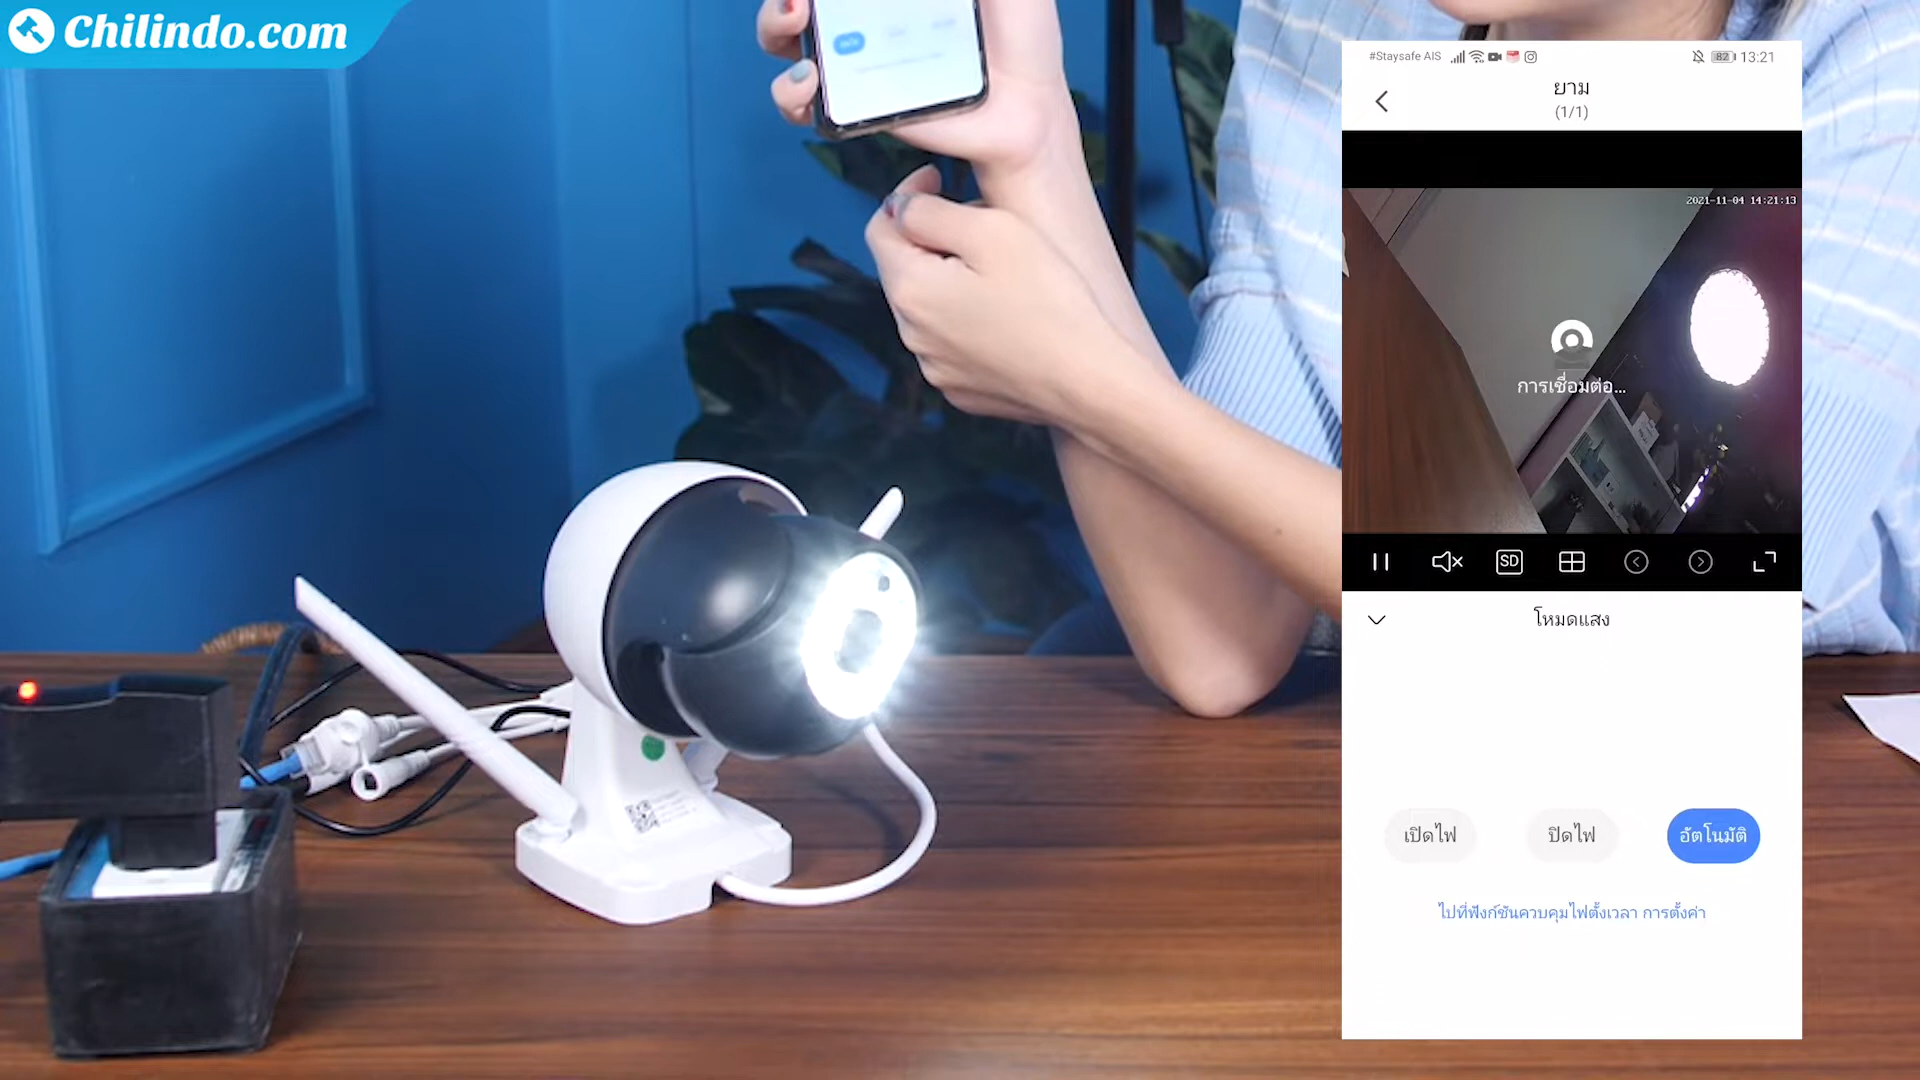 Chilindo.com
#Staysafe AIS 82 13:21
ยาม
(1/1)
2021-11-04 14:21:13
การเชื่อมต่อ...
SD
โหมดแสง
เปิดไฟ ปิดไฟ อัตโนมัติ
ไปที่ฟังก์ชันควบคุมไฟตั้งเวลา การตั้งค่า